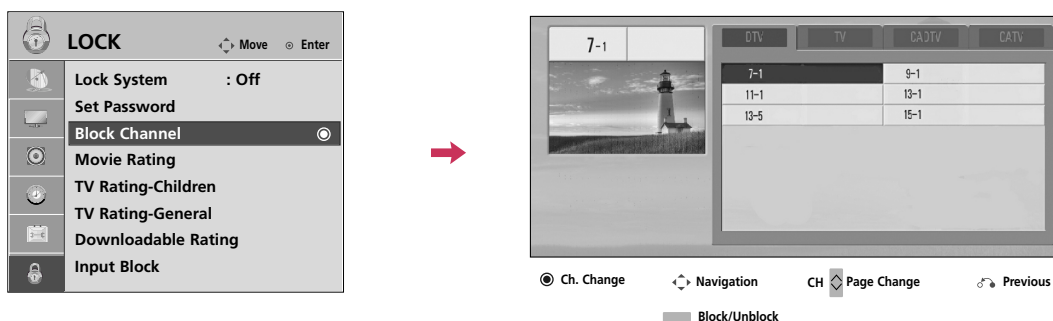 LOCK
Move Enter
Lock System : Off
Set Password
Block Channel
Movie Rating
TV Rating-Children
TV Rating-General
Downloadable Rating
Input Block
7-1
DTV TV CADTV CATV
7-1 9-1
11-1 13-1
13-5 15-1
Ch. Change Navigation CH Page Change Previous
Block/Unblock